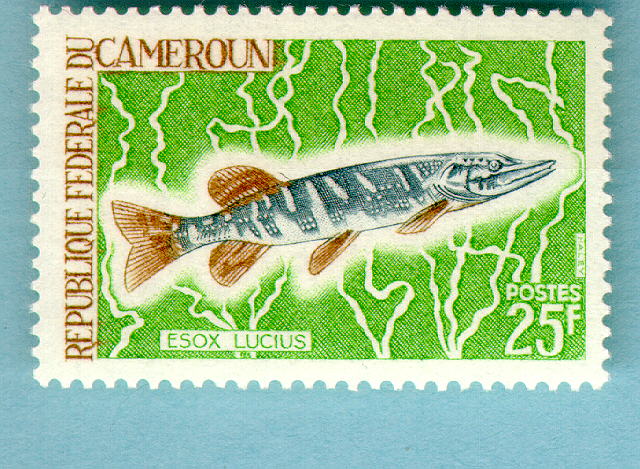 REPUBLIQUE FEDERALE DU
CAMEROUN
ESOX LUCIUS
POSTES
25F